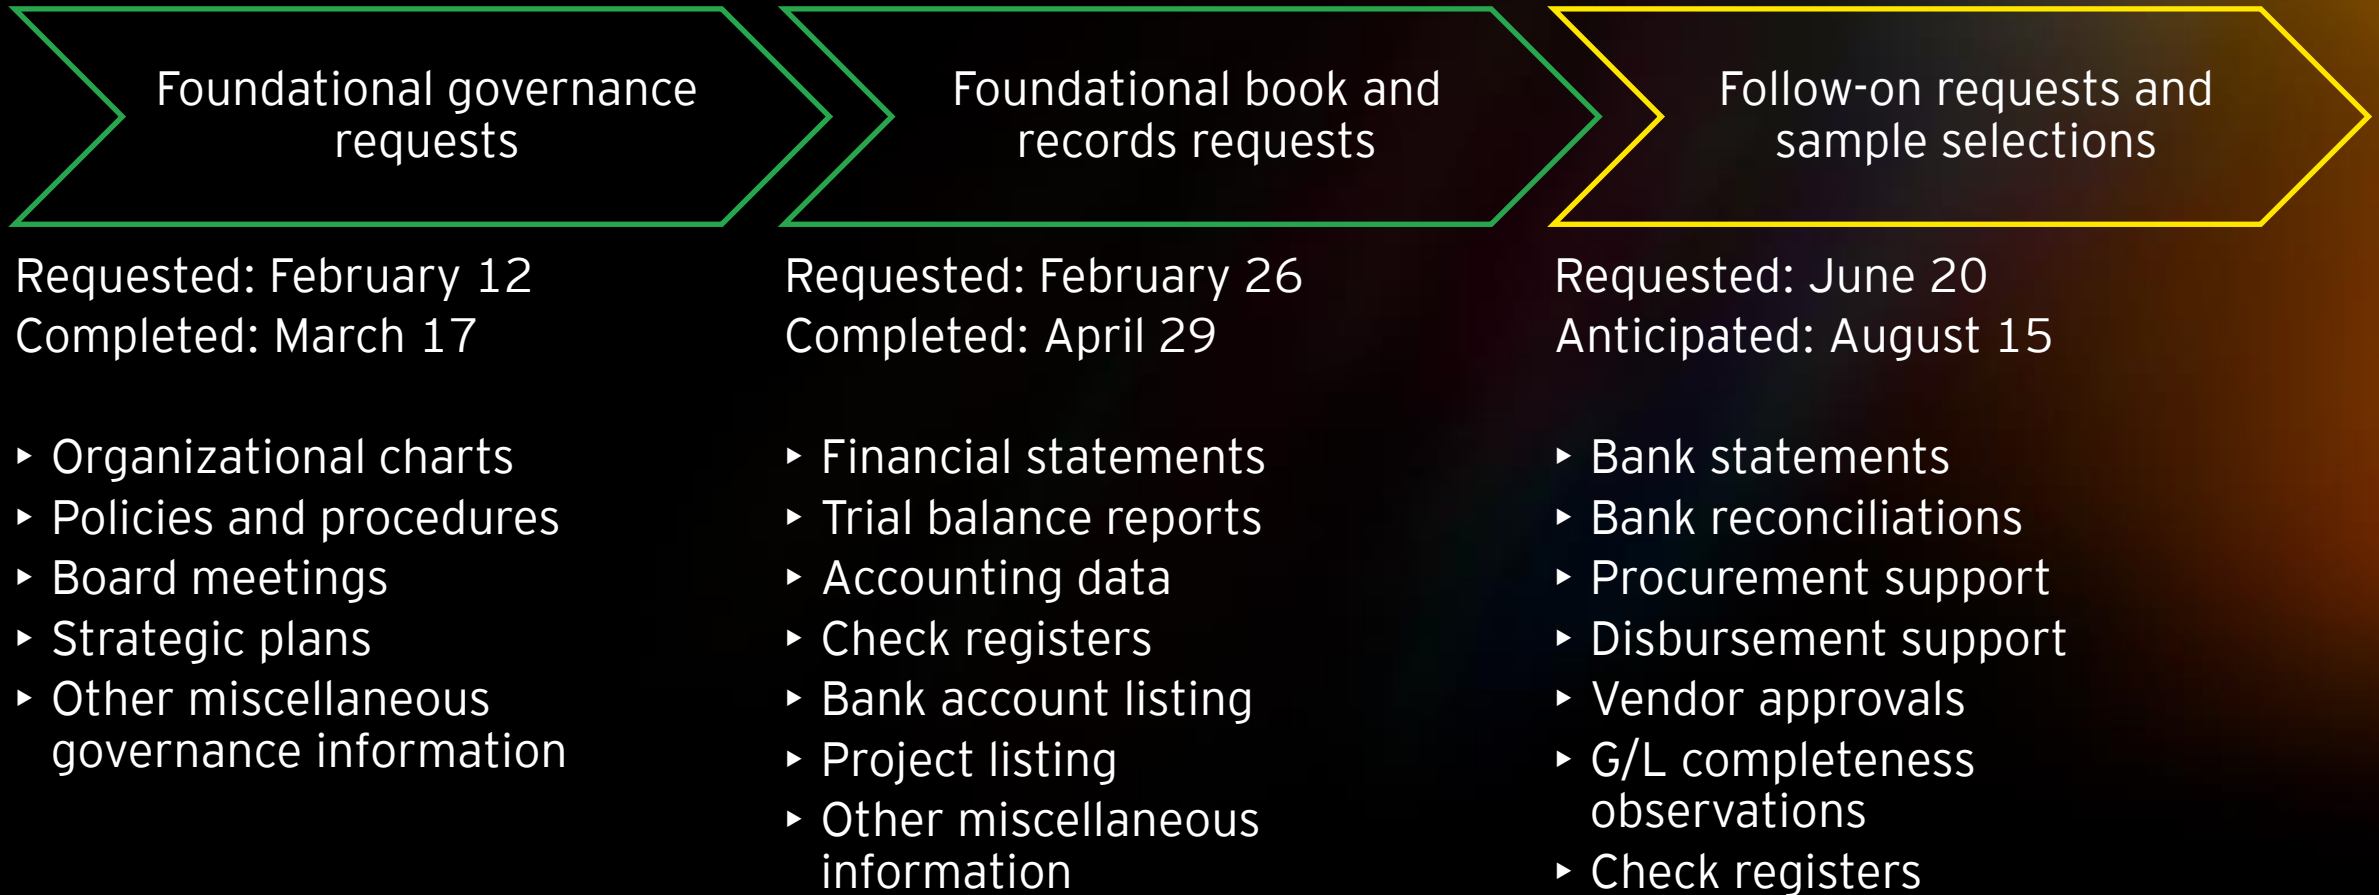 Foundational governance
requests
Requested: February 12
Completed: March 17
‣ Organizational charts
‣ Policies and procedures
‣ Board meetings
‣ Strategic plans
‣ Other miscellaneous
governance information
Foundational book and
records requests
Requested: February 26
Completed: April 29
‣ Financial statements
‣ Trial balance reports
‣ Accounting data
‣ Check registers
‣ Bank account listing
‣ Project listing
‣ Other miscellaneous
information
Follow-on requests and
sample selections
Requested: June 20
Anticipated: August 15
‣ Bank statements
‣ Bank reconciliations
‣ Procurement support
‣ Disbursement support
‣ Vendor approvals
‣ G/L completeness
observations
‣ Check registers